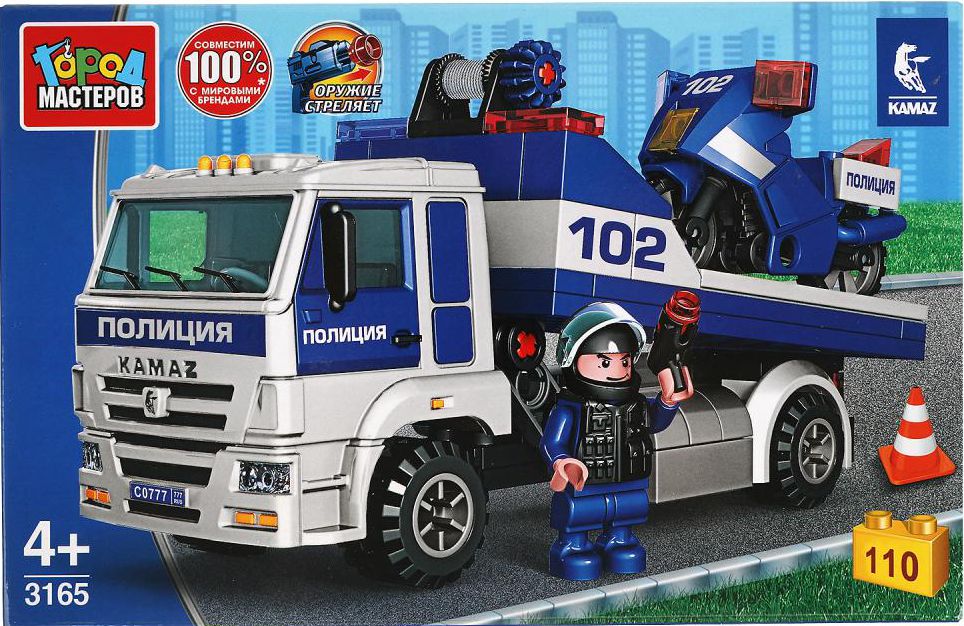 ГОРОД
МАСТЕРОВ
СОВМЕСТИМ
100%*
С МИРОВЫМИ
БРЕНДАМИ
ОРУЖИЕ
СТРЕЛЯЕТ
KAMAZ
102
ПОЛИЦИЯ
102
ПОЛИЦИЯ
ПОЛИЦИЯ
KAMAZ
С0777 777
RUS
4+
3165
110